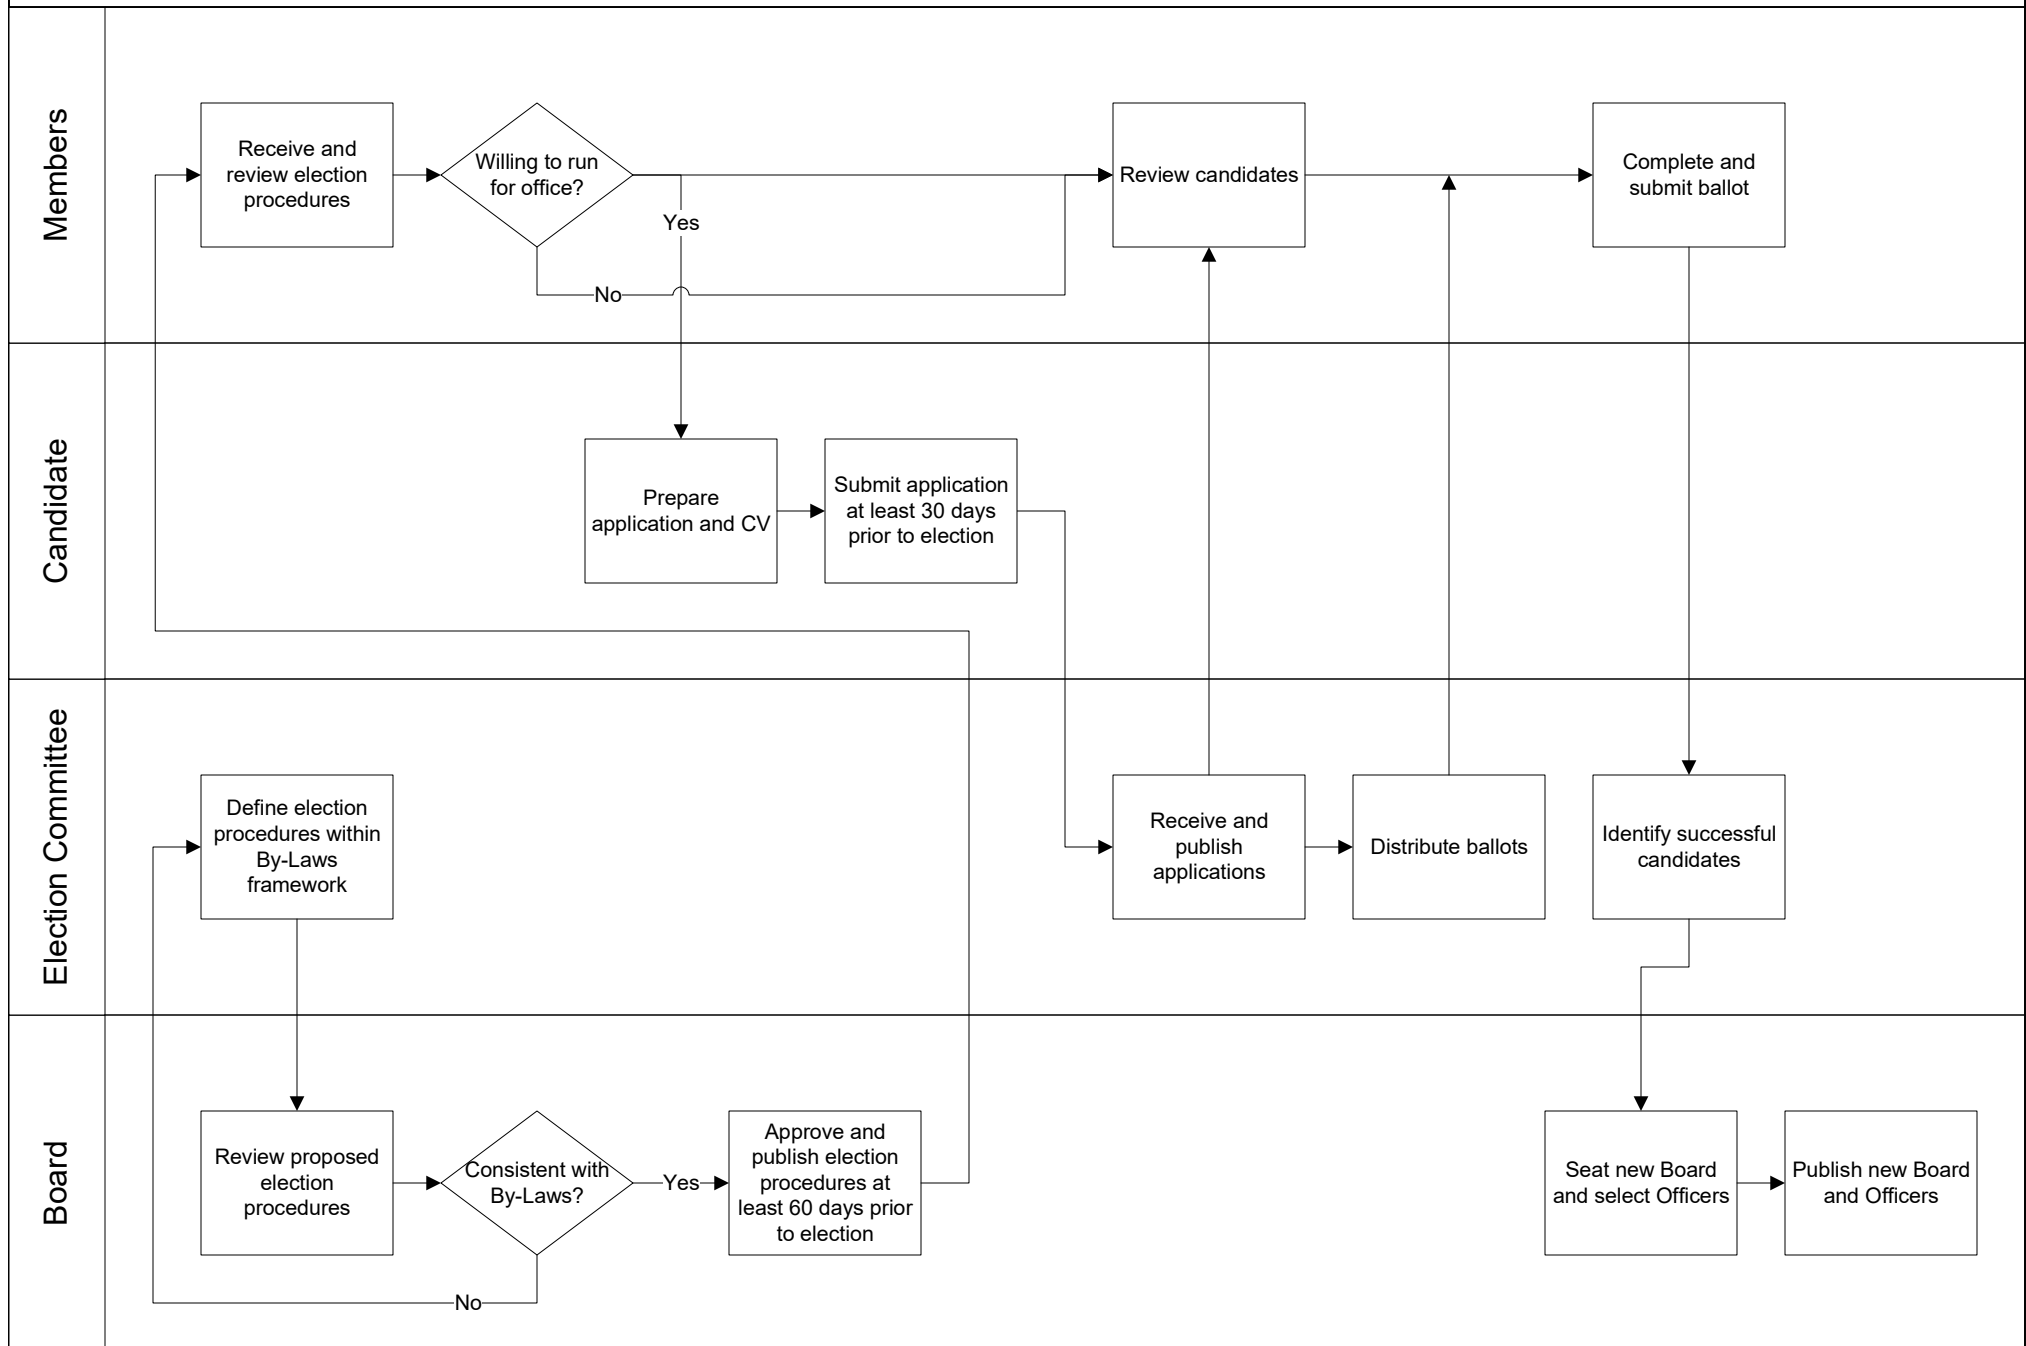 Members
Receive and
review election
procedures
Willing to run
for office?
Yes
No
Review candidates
Complete and
submit ballot
Candidate
Prepare
application and CV
Submit application
at least 30 days
prior to election
Election Committee
Define election
procedures within
By-Laws
framework
Receive and
publish
applications
Distribute ballots
Identify successful
candidates
Board
Review proposed
election
procedures
Consistent with
By-Laws?
Yes
No
Approve and
publish election
procedures at
least 60 days prior
to election
Seat new Board
and select Officers
Publish new Board
and Officers